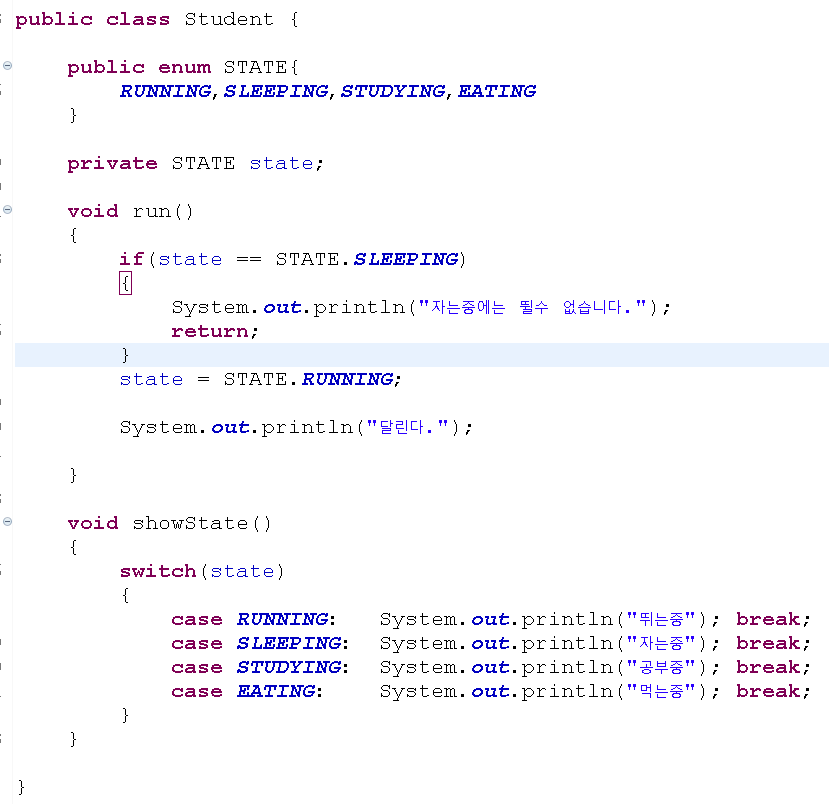 public class Student {
public enum STATE{
RUNNING,SLEEPING,STUDYING,EATING
}
private STATE state;
void run()
{
if(state == STATE.SLEEPING)
{
System.out.println("자는중에는 뛸수 없습니다.");
return;
}
state = STATE.RUNNING;
System.out.println("달린다.");
}
void showState()
{
switch(state)
{
case RUNNING: System.out.println("뛰는중"); break;
case SLEEPING: System.out.println("자는중"); break;
case STUDYING: System.out.println("공부중"); break;
case EATING: System.out.println("먹는중"); break;
}
}
}